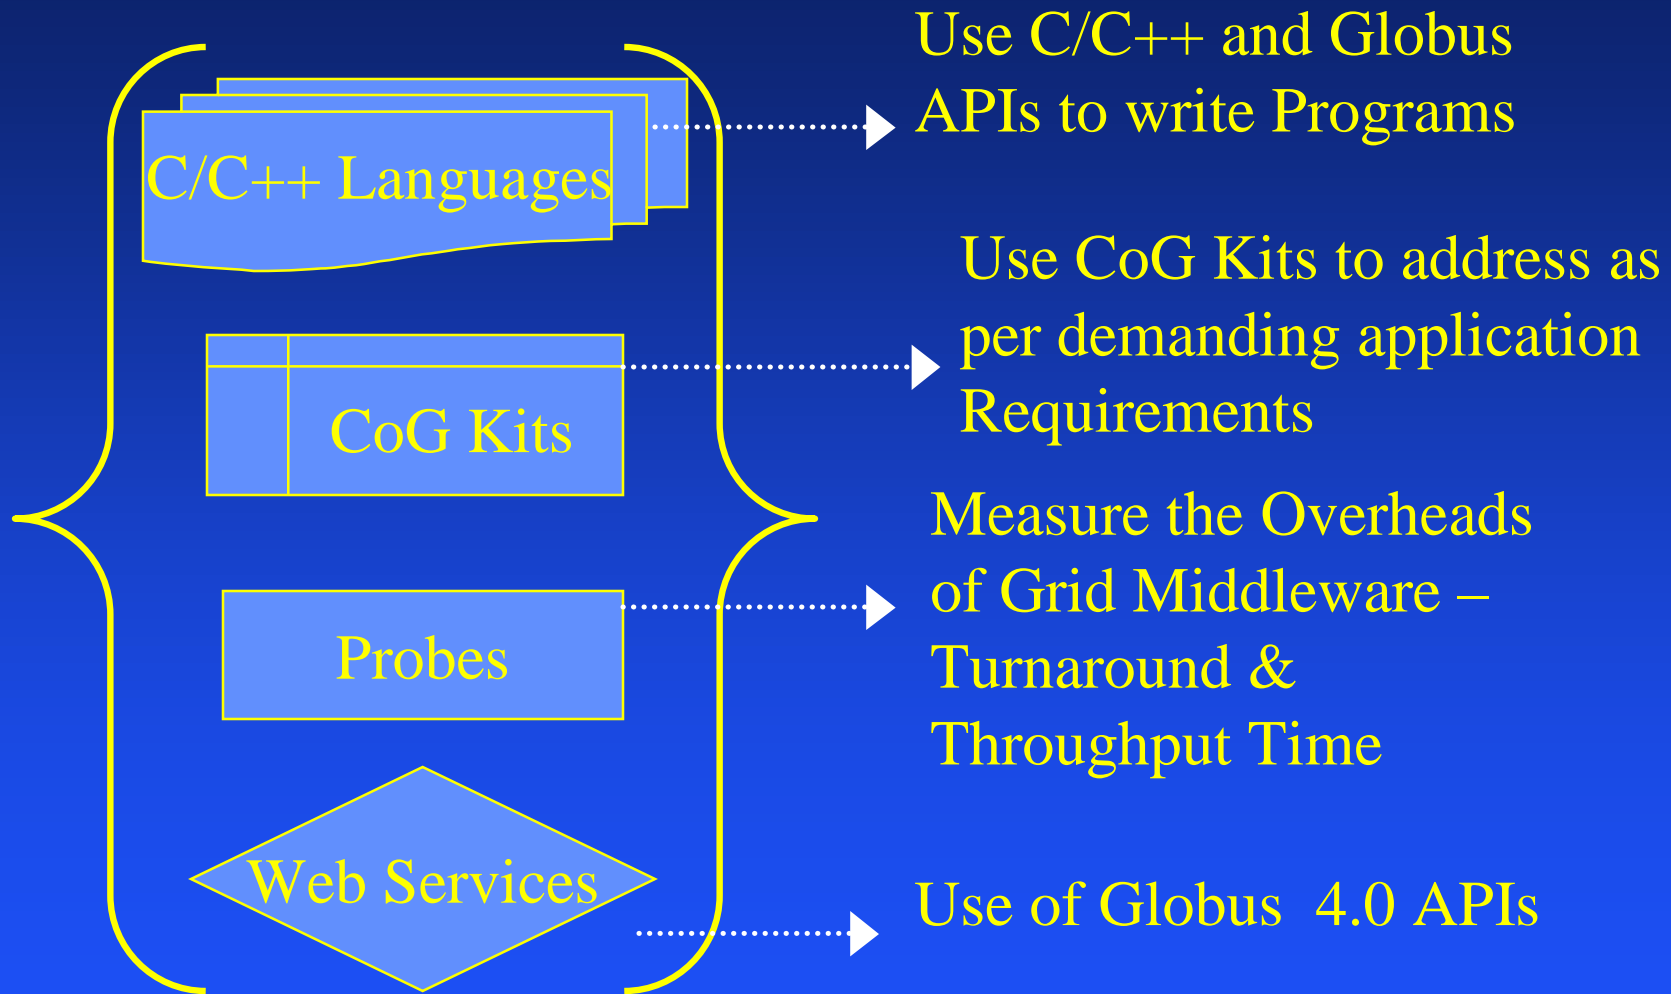 C/C++ Languages
Use C/C++ and Globus
APIs to write Programs
CoG Kits
Use CoG Kits to address as
per demanding application
Requirements
Probes
Measure the Overheads
of Grid Middleware –
Turnaround &
Throughput Time
Web Services
Use of Globus  4.0 APIs